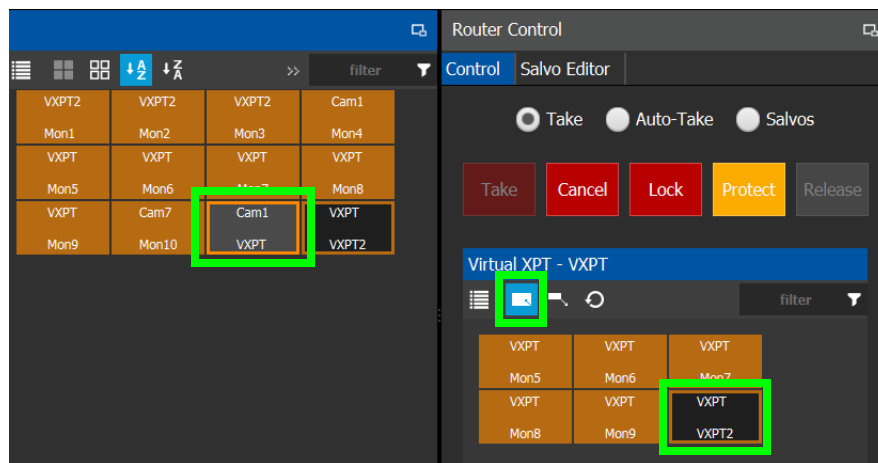 Router Control
filter
Control Salvo Editor
VXPT2 VXPT2 VXPT2 Cam1
Mon1 Mon2 Mon3 Mon4
VXPT VXPT VXPT VXPT
Mon5 Mon6 Mon7 Mon8
VXPT Cam7 Cam1 VXPT
Mon9 Mon10 VXPT VXPT2
Take Auto-Take Salvos
Take Cancel Lock Protect Release
Virtual XPT - VXPT
filter
VXPT VXPT VXPT
Mon5 Mon6 Mon7
VXPT VXPT VXPT
Mon8 Mon9 VXPT2